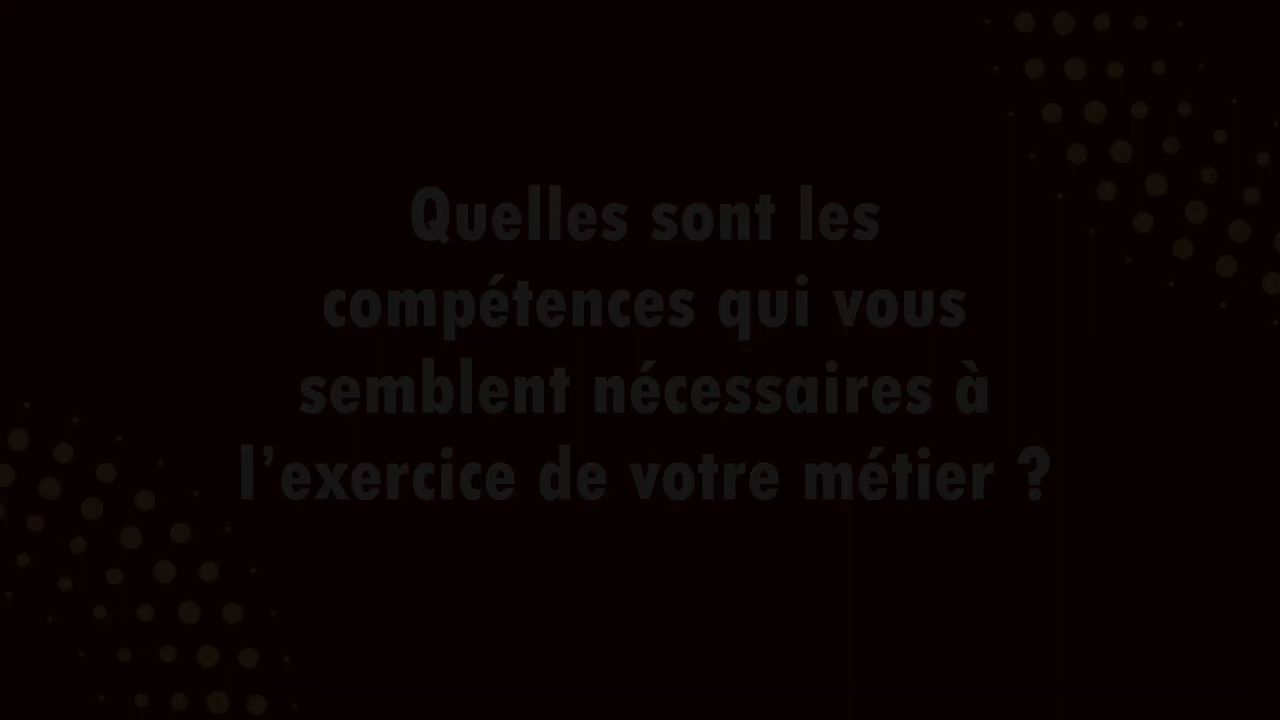 Quelles sont les
compétences qui vous
semblent nécessaires à
l’exercice de votre métier ?